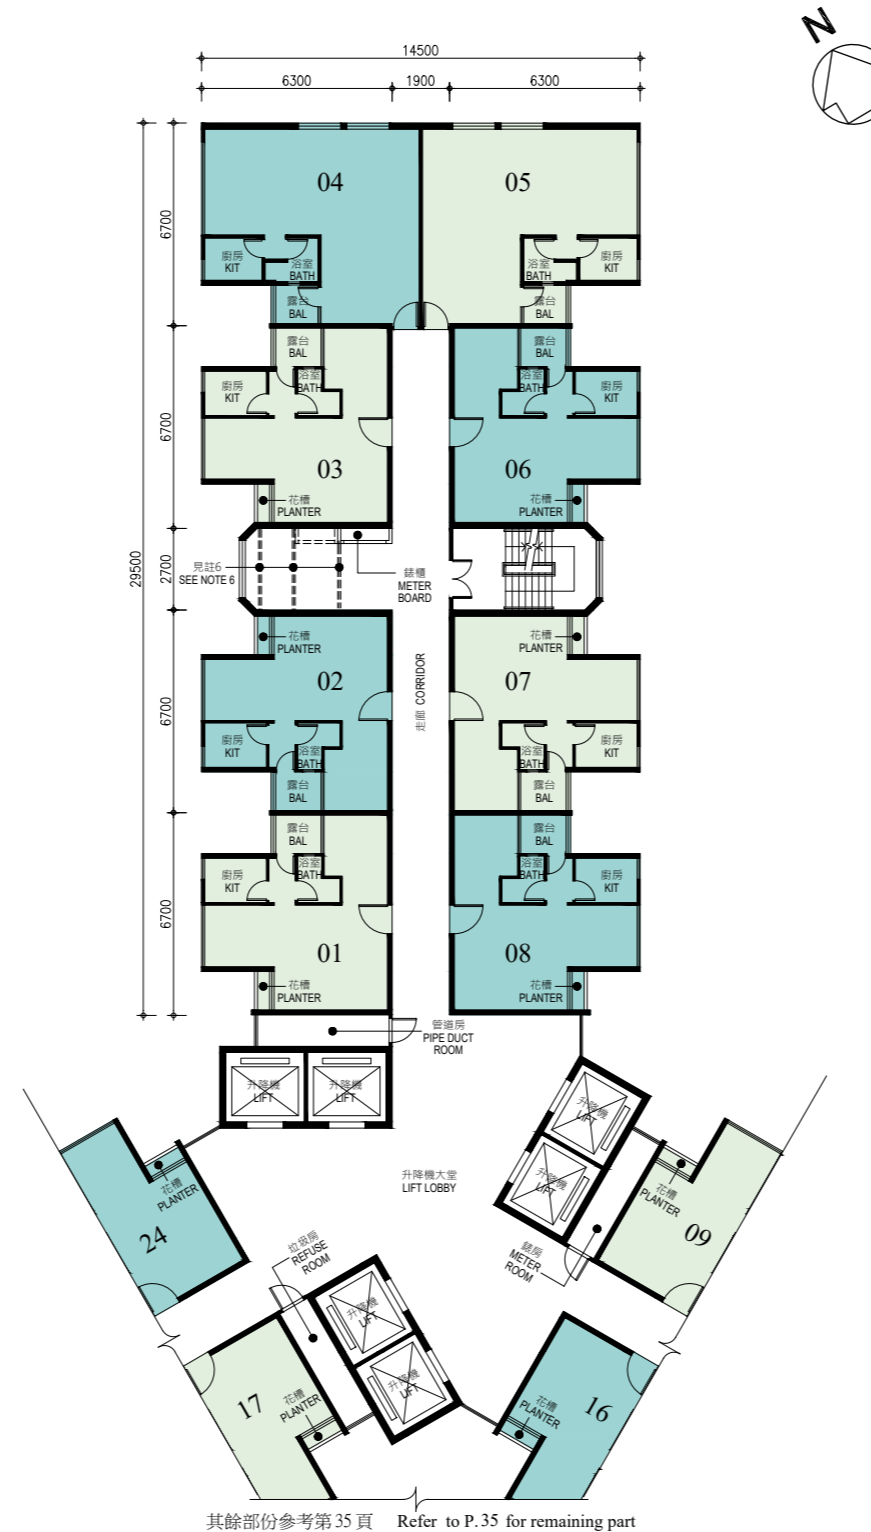 N
14500
6300
1900
6300
29500
6700
6700
2700
6700
6700
04
05
廚房
KIT
浴室
BATH
露台
BAL
浴室
BATH
廚房
KIT
露台
BAL
露台
BAL
廚房
KIT
浴室
BATH
03
花槽
PLANTER
露台
BAL
浴室
BATH
廚房
KIT
06
花槽
PLANTER
見註6
SEE NOTE 6
錶櫃
METER
BOARD
花槽
PLANTER
02
廚房
KIT
浴室
BATH
露台
BAL
走廊 CORRIDOR
花槽
PLANTER
07
浴室
BATH
廚房
KIT
露台
BAL
露台
BAL
廚房
KIT
浴室
BATH
01
花槽
PLANTER
露台
BAL
浴室
BATH
廚房
KIT
08
花槽
PLANTER
管道房
PIPE DUCT
ROOM
升降機
LIFT
升降機
LIFT
升降機
LIFT
升降機
LIFT
升降機大堂
LIFT LOBBY
花槽
PLANTER
24
花槽
PLANTER
09
垃圾房
REFUSE
ROOM
錶房
METER
ROOM
升降機
LIFT
升降機
LIFT
花槽
PLANTER
17
花槽
PLANTER
16
其餘部份參考第35頁 Refer to P.35 for remaining part